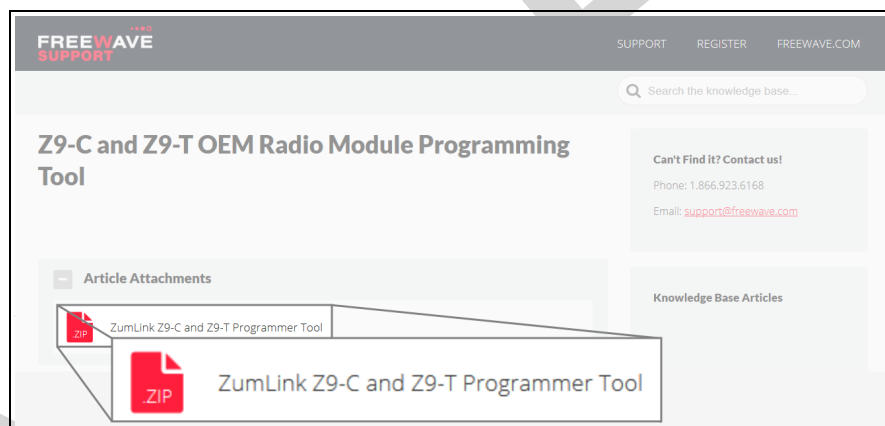 FREEWAVE
SUPPORT
SUPPORT REGISTER FREEWAVE.COM
Search the knowledge base...
Z9-C and Z9-T OEM Radio Module Programming
Tool
Can't Find it? Contact us!
Phone: 1.866.923.6168
Email: support@freewave.com
Article Attachments
.ZIP ZumLink Z9-C and Z9-T Programmer Tool
Knowledge Base Articles
.ZIP ZumLink Z9-C and Z9-T Programmer Tool